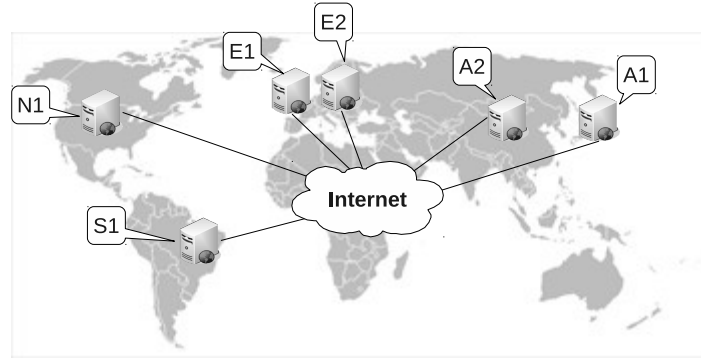 E2
E1
A2
A1
N1
Internet
S1